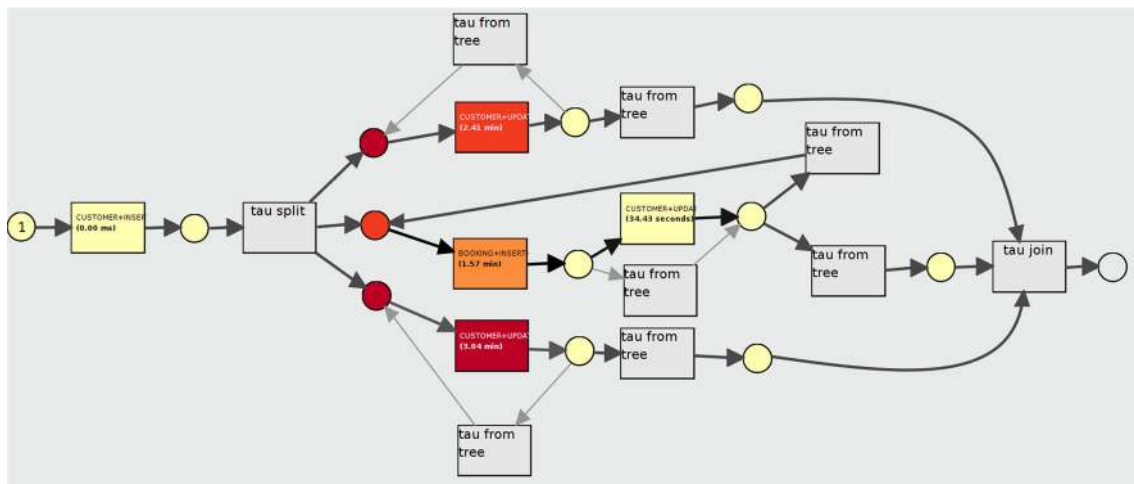 tau from
tree
CUSTOMER+UPDAT
(2.41 min)
tau from
tree
tau from
tree
1
CUSTOMER+INSER
(0.00 ms)
tau split
CUSTOMER+UPDAT
(34.43 seconds)
BOOKING+INSERT
(1.57 min)
tau from
tree
tau from
tree
tau join
CUSTOMER+UPDAT
(3.04 min)
tau from
tree
tau from
tree